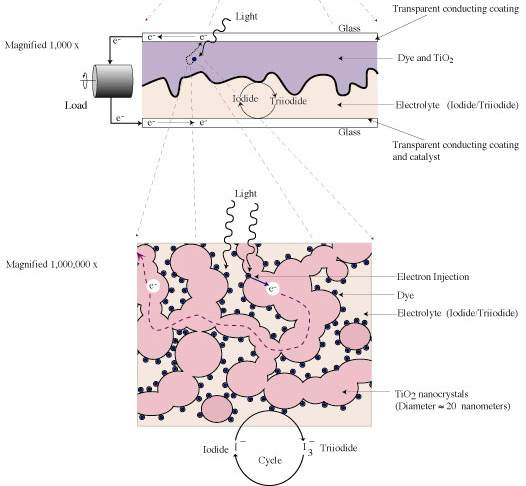 Transparent conducting coating
Light
Glass
Magnified 1,000 x
e⁻
e⁻
e⁻
Dye and TiO2
Load
Iodide
Triiodide
Electrolyte (Iodide/Triiodide)
e⁻
e⁻
e⁻
Glass
Transparent conducting coating
and catalyst
Light
Magnified 1,000,000 x
Electron Injection
e⁻
e⁻
Dye
Electrolyte (Iodide/Triiodide)
TiO2 nanocrystals
(Diameter ≈ 20 nanometers)
Iodide I⁻
I3⁻ Triiodide
Cycle